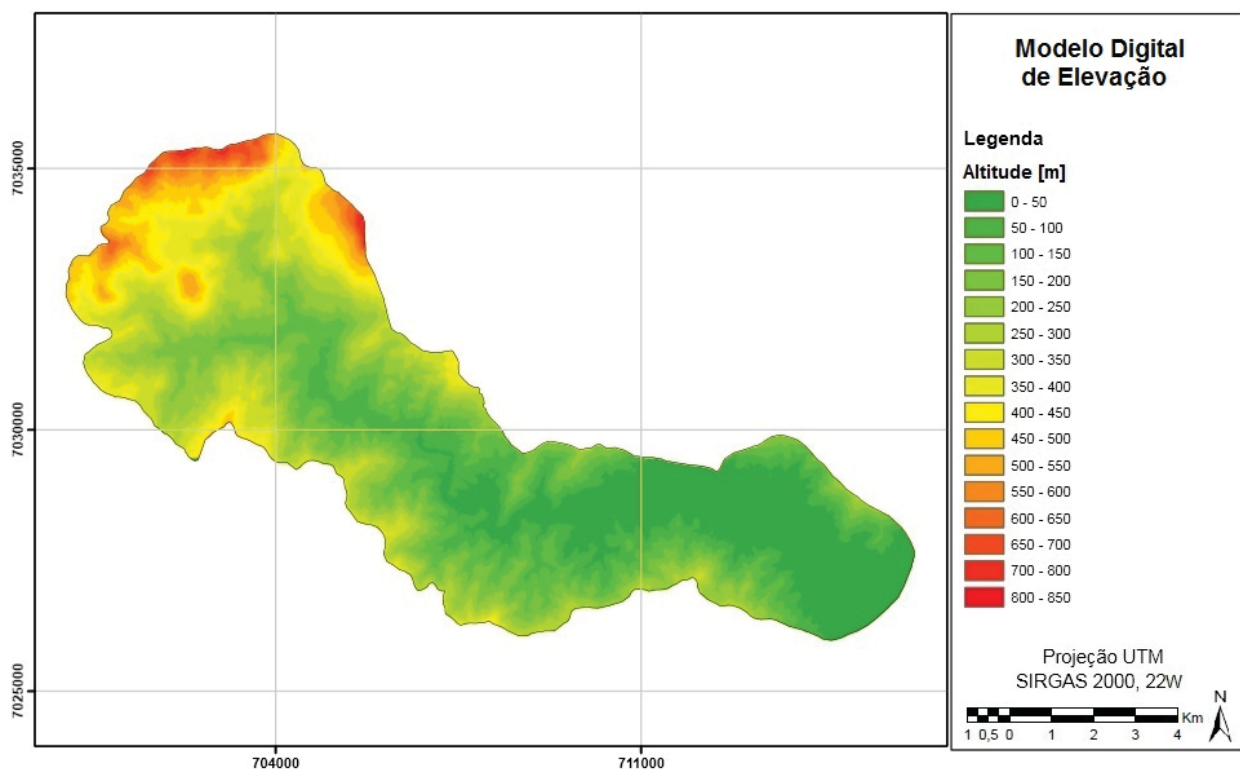 Modelo Digital
de Elevação
Legenda
Altitude [m]
0 - 50
50 - 100
100 - 150
150 - 200
200 - 250
250 - 300
300 - 350
350 - 400
400 - 450
450 - 500
500 - 550
550 - 600
600 - 650
650 - 700
700 - 800
800 - 850
Projeção UTM
SIRGAS 2000, 22W
N
Km
1 0,5 0 1 2 3 4
7035000
7030000
7025000
704000
711000